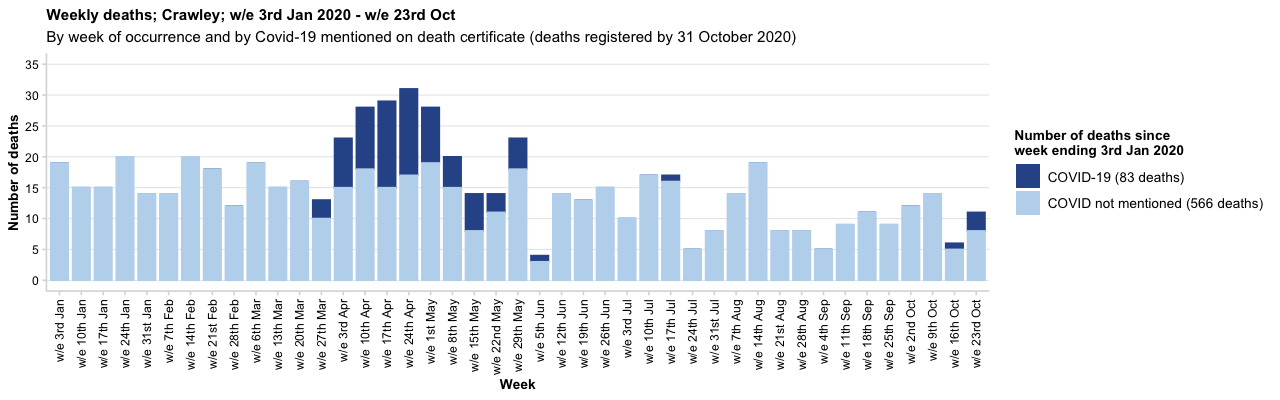 Weekly deaths; Crawley; w/e 3rd Jan 2020 - w/e 23rd Oct
By week of occurrence and by Covid-19 mentioned on death certificate (deaths registered by 31 October 2020)
Number of deaths
35
30
25
20
15
10
5
0
w/e 3rd Jan
w/e 10th Jan
w/e 17th Jan
w/e 24th Jan
w/e 31st Jan
w/e 7th Feb
w/e 14th Feb
w/e 21st Feb
w/e 28th Feb
w/e 6th Mar
w/e 13th Mar
w/e 20th Mar
w/e 27th Mar
w/e 3rd Apr
w/e 10th Apr
w/e 17th Apr
w/e 24th Apr
w/e 1st May
w/e 8th May
w/e 15th May
w/e 22nd May
w/e 29th May
w/e 5th Jun
w/e 12th Jun
w/e 19th Jun
w/e 26th Jun
w/e 3rd Jul
w/e 10th Jul
w/e 17th Jul
w/e 24th Jul
w/e 31st Jul
w/e 7th Aug
w/e 14th Aug
w/e 21st Aug
w/e 28th Aug
w/e 4th Sep
w/e 11th Sep
w/e 18th Sep
w/e 25th Sep
w/e 2nd Oct
w/e 9th Oct
w/e 16th Oct
w/e 23rd Oct
Week
Number of deaths since
week ending 3rd Jan 2020
COVID-19 (83 deaths)
COVID not mentioned (566 deaths)